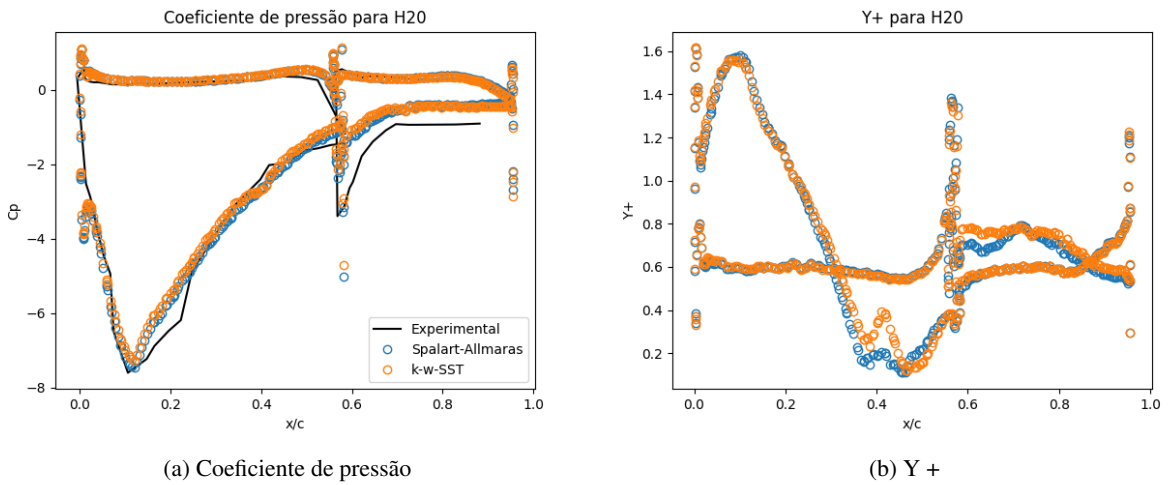 Coeficiente de pressão para H20
0
−2
−4
−6
−8
Cp
0.0 0.2 0.4 0.6 0.8 1.0
x/c
Experimental
Spalart-Allmaras
k-w-SST
(a) Coeficiente de pressão
Y+ para H20
1.6
1.4
1.2
1.0
0.8
0.6
0.4
0.2
Y+
0.0 0.2 0.4 0.6 0.8 1.0
x/c
(b) Y +